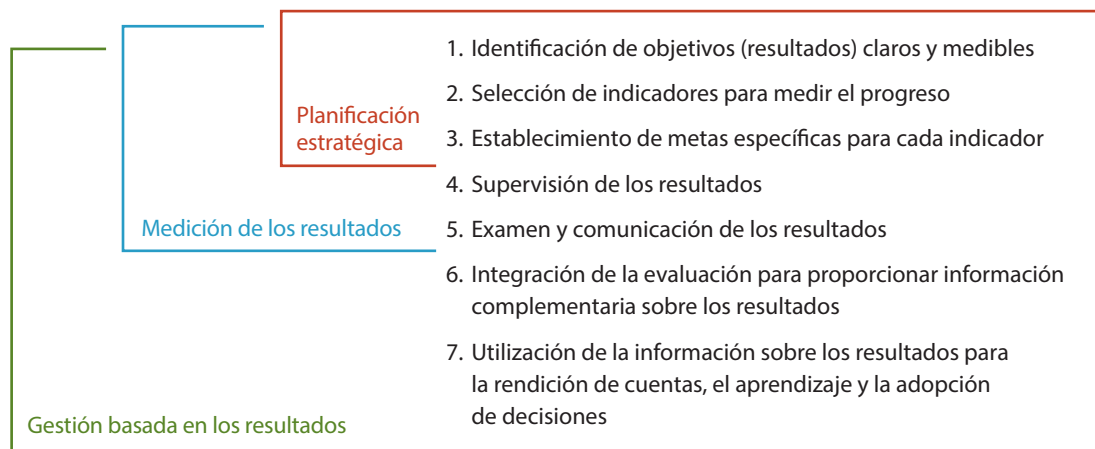 1. Identificación de objetivos (resultados) claros y medibles
2. Selección de indicadores para medir el progreso
Planificación
estratégica
3. Establecimiento de metas específicas para cada indicador
4. Supervisión de los resultados
Medición de los resultados
5. Examen y comunicación de los resultados
6. Integración de la evaluación para proporcionar información
complementaria sobre los resultados
7. Utilización de la información sobre los resultados para
la rendición de cuentas, el aprendizaje y la adopción
de decisiones
Gestión basada en los resultados